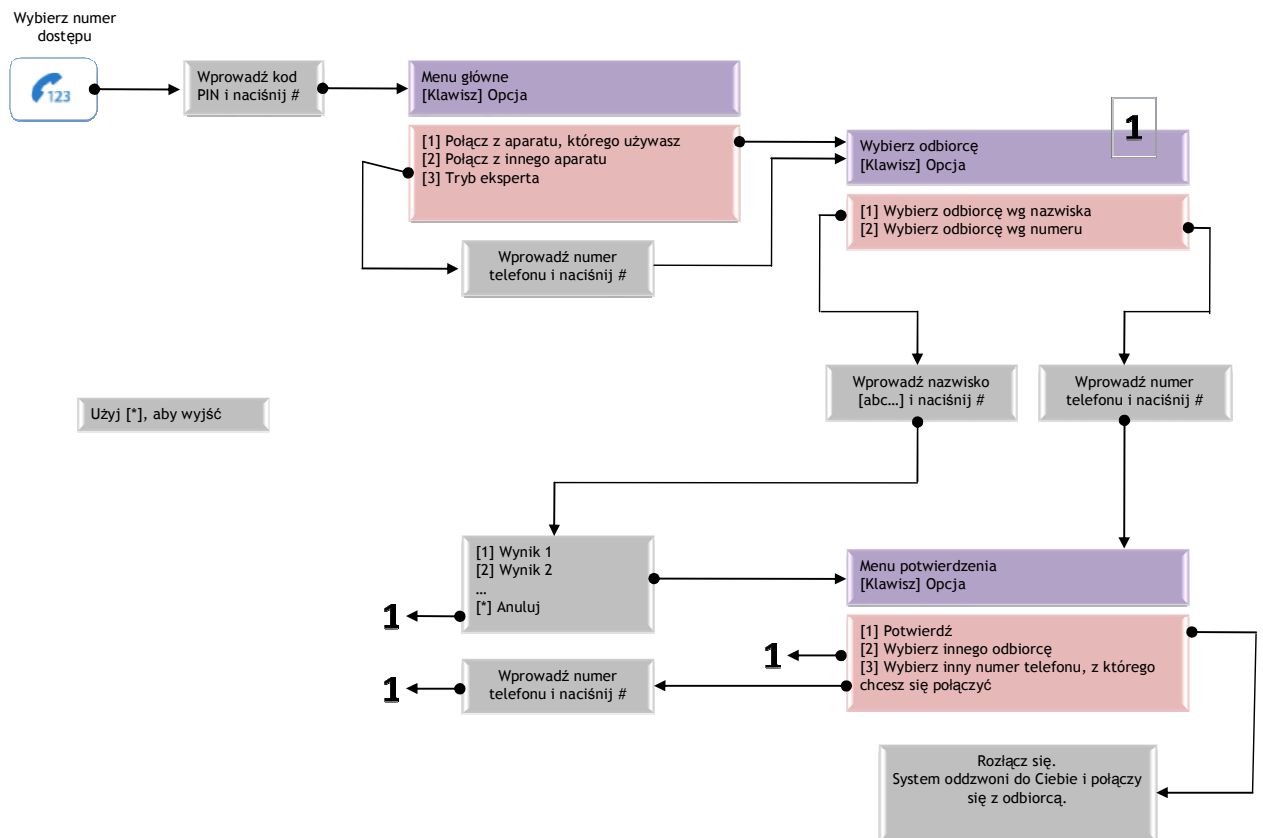 Wybierz numer
dostępu
123
Wprowadź kod
PIN i naciśnij #
Menu główne
[Klawisz] Opcja
[1] Połącz z aparatu, którego używasz
[2] Połącz z innego aparatu
[3] Tryb eksperta
1
Wybierz odbiorcę
[Klawisz] Opcja
[1] Wybierz odbiorcę wg nazwiska
[2] Wybierz odbiorcę wg numeru
Wprowadź numer
telefonu i naciśnij #
Wprowadź nazwisko
[abc…] i naciśnij #
Wprowadź numer
telefonu i naciśnij #
Użyj [*], aby wyjść
[1] Wynik 1
[2] Wynik 2
…
[*] Anuluj
1
Menu potwierdzenia
[Klawisz] Opcja
[1] Potwierdź
[2] Wybierz innego odbiorcę
[3] Wybierz inny numer telefonu, z którego
chcesz się połączyć
1
Wprowadź numer
telefonu i naciśnij #
1
Rozłącz się.
System oddzwoni do Ciebie i połączy
się z odbiorcą.